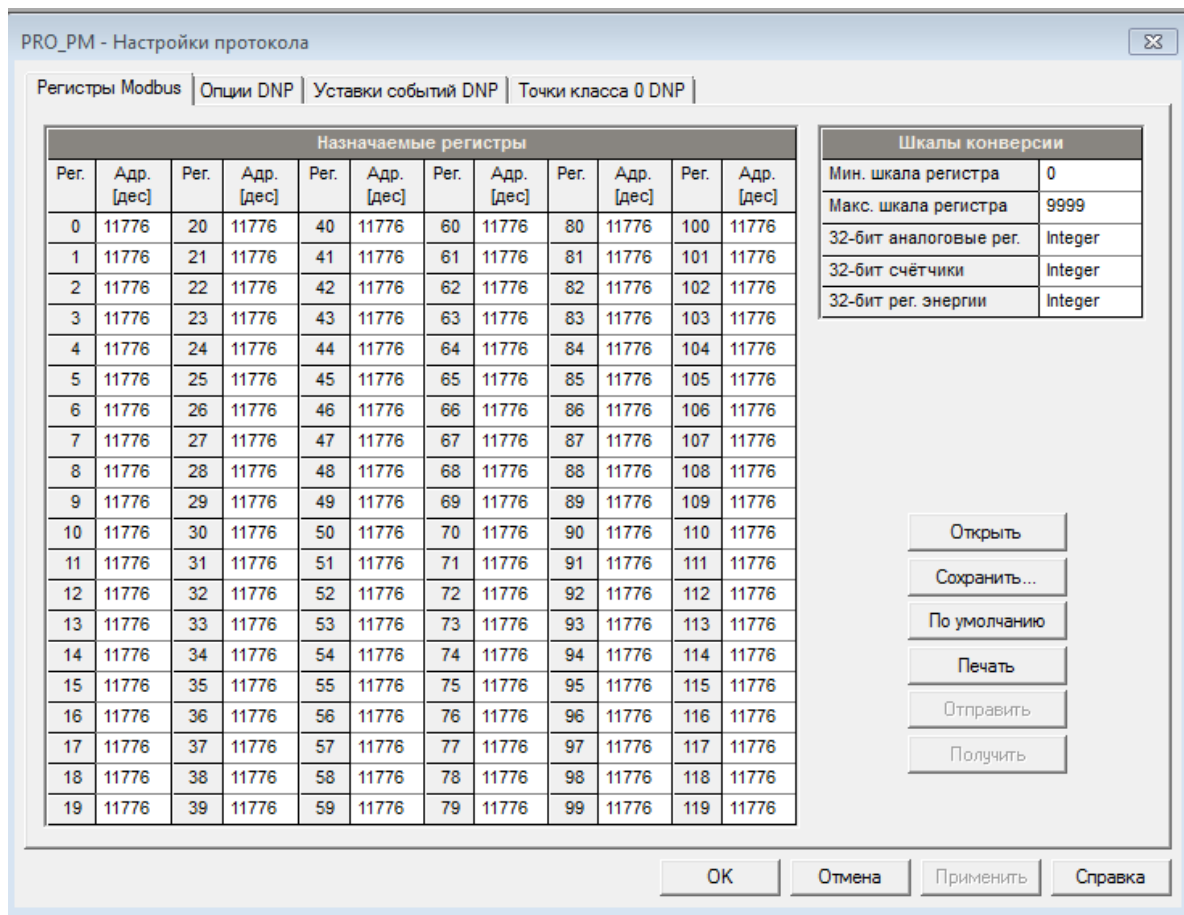 PRO_PM - Настройки протокола
Регистры Modbus Опции DNP Уставки событий DNP Точки класса 0 DNP
Назначаемые регистры
Рег. Адр. [дес] Рег. Адр. [дес] Рег. Адр. [дес] Рег. Адр. [дес] Рег. Адр. [дес] Рег. Адр. [дес]
0 11776 20 11776 40 11776 60 11776 80 11776 100 11776
1 11776 21 11776 41 11776 61 11776 81 11776 101 11776
2 11776 22 11776 42 11776 62 11776 82 11776 102 11776
3 11776 23 11776 43 11776 63 11776 83 11776 103 11776
4 11776 24 11776 44 11776 64 11776 84 11776 104 11776
5 11776 25 11776 45 11776 65 11776 85 11776 105 11776
6 11776 26 11776 46 11776 66 11776 86 11776 106 11776
7 11776 27 11776 47 11776 67 11776 87 11776 107 11776
8 11776 28 11776 48 11776 68 11776 88 11776 108 11776
9 11776 29 11776 49 11776 69 11776 89 11776 109 11776
10 11776 30 11776 50 11776 70 11776 90 11776 110 11776
11 11776 31 11776 51 11776 71 11776 91 11776 111 11776
12 11776 32 11776 52 11776 72 11776 92 11776 112 11776
13 11776 33 11776 53 11776 73 11776 93 11776 113 11776
14 11776 34 11776 54 11776 74 11776 94 11776 114 11776
15 11776 35 11776 55 11776 75 11776 95 11776 115 11776
16 11776 36 11776 56 11776 76 11776 96 11776 116 11776
17 11776 37 11776 57 11776 77 11776 97 11776 117 11776
18 11776 38 11776 58 11776 78 11776 98 11776 118 11776
19 11776 39 11776 59 11776 79 11776 99 11776 119 11776
Шкалы конверсии
Мин. шкала регистра 0
Макс. шкала регистра 9999
32-бит аналоговые рег. Integer
32-бит счётчики Integer
32-бит рег. энергии Integer
Открыть
Сохранить...
По умолчанию
Печать
Отправить
Получить
OK Отмена Применить Справка